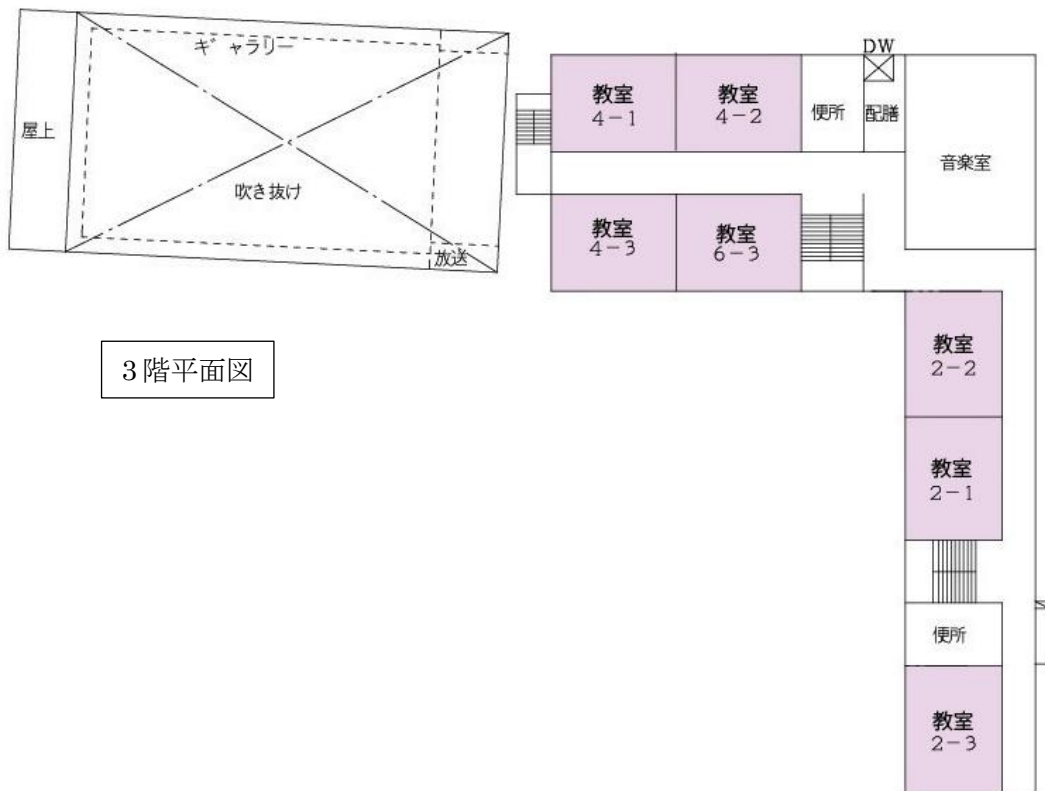 ギャラリー
屋上
吹き抜け
放送
3階平面図
教室
4-1
教室
4-2
便所
DW
配膳
音楽室
教室
4-3
教室
6-3
教室
2-2
教室
2-1
便所
教室
2-3